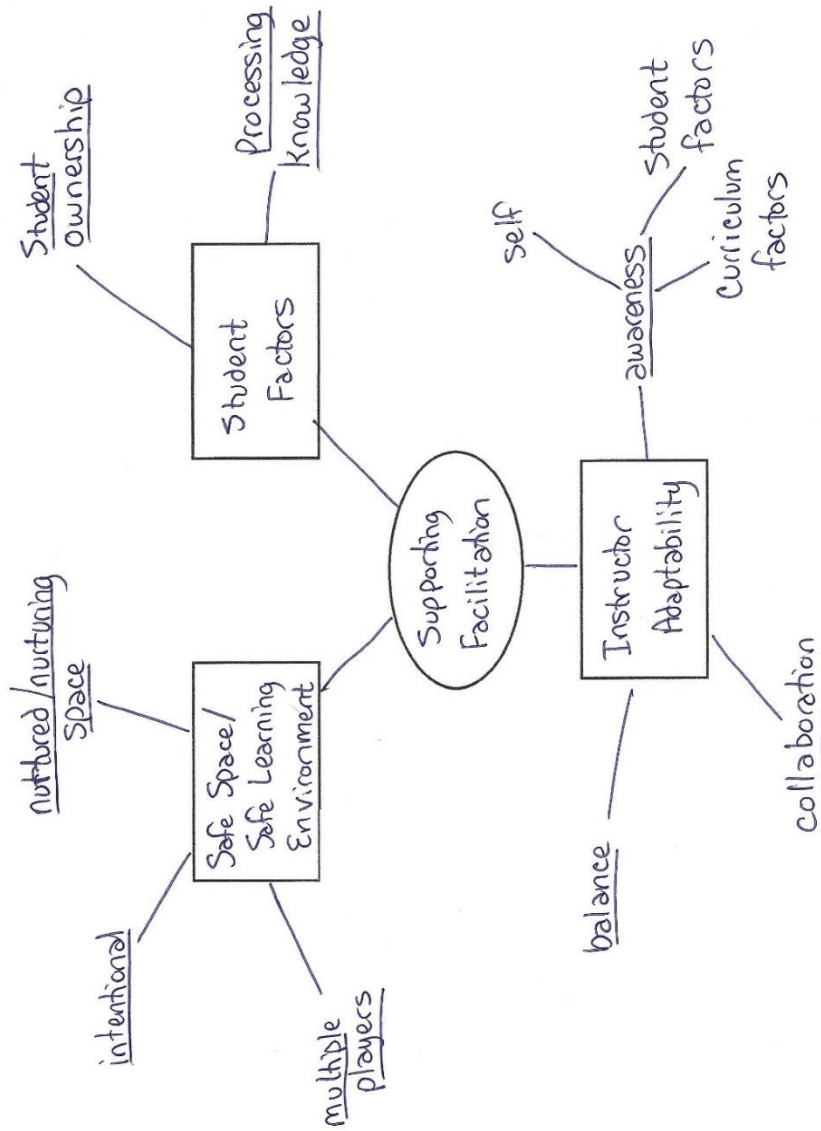 intentional
nurtured/nurturing
space
Student
ownership
Safe Space/
Safe Learning
Environment
Student
Factors
Processing
knowledge
multiple
players
Supporting
Facilitation
balance
Instructor
Adaptability
awareness
self
student
factors
curriculum
factors
collaboration